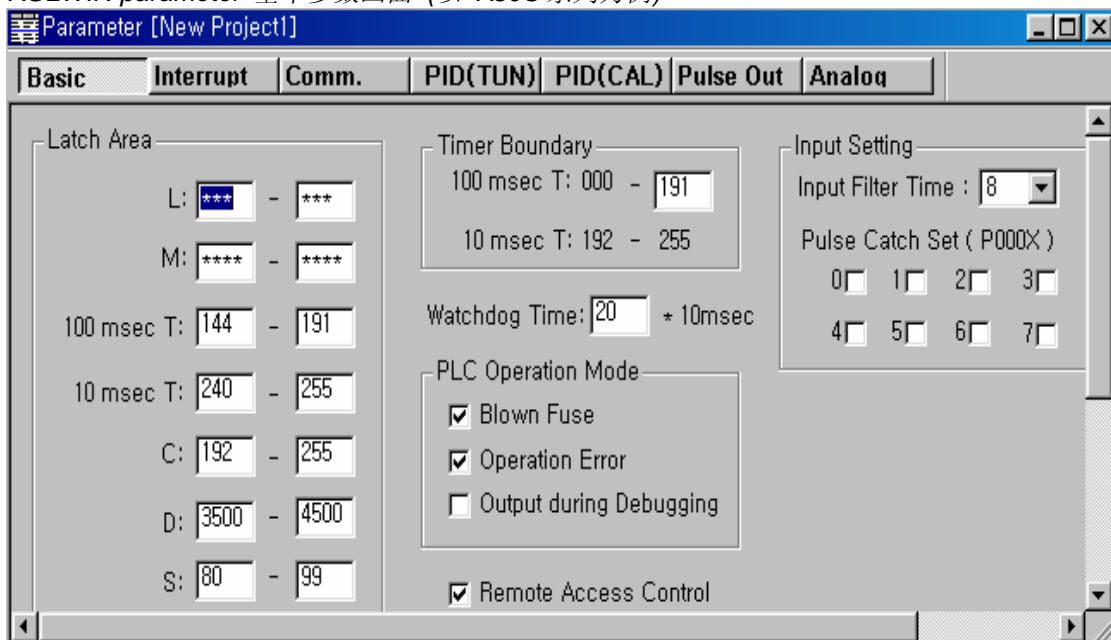 parameter
Parameter [New Project1]
Basic Interrupt Comm. PID(TUN) PID(CAL) Pulse Out Analog
Latch Area
L: *** - ***
M: **** - ****
100 msec T: 144 - 191
10 msec T: 240 - 255
C: 192 - 255
D: 3500 - 4500
S: 80 - 99
Timer Boundary
100 msec T: 000 - 191
10 msec T: 192 - 255
Watchdog Time: 20 * 10msec
PLC Operation Mode
Blown Fuse
Operation Error
Output during Debugging
Remote Access Control
Input Setting
Input Filter Time : 8
Pulse Catch Set ( P000X )
0 1 2 3
4 5 6 7